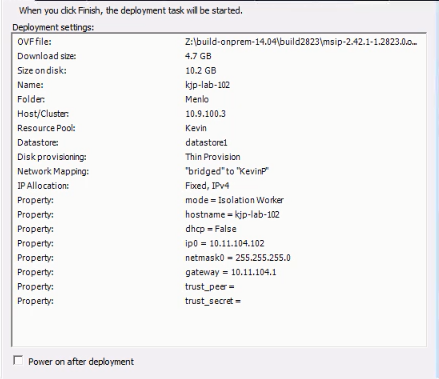 When you click Finish, the deployment task will be started.
Deployment settings:
OVF file: Z:\build-onprem-14.04\build2823\msip-2.42.1-1.2823.0.o...
Download size: 4.7 GB
Size on disk: 10.2 GB
Name: kjp-lab-102
Folder: Menlo
Host/Cluster: 10.9.100.3
Resource Pool: Kevin
Datastore: datastore1
Disk provisioning: Thin Provision
Network Mapping: "bridged" to "KevinP"
IP Allocation: Fixed, IPv4
Property: mode = Isolation Worker
Property: hostname = kjp-lab-102
Property: dhcp = False
Property: ip0 = 10.11.104.102
Property: netmask0 = 255.255.255.0
Property: gateway = 10.11.104.1
Property: trust_peer =
Property: trust_secret =
Power on after deployment